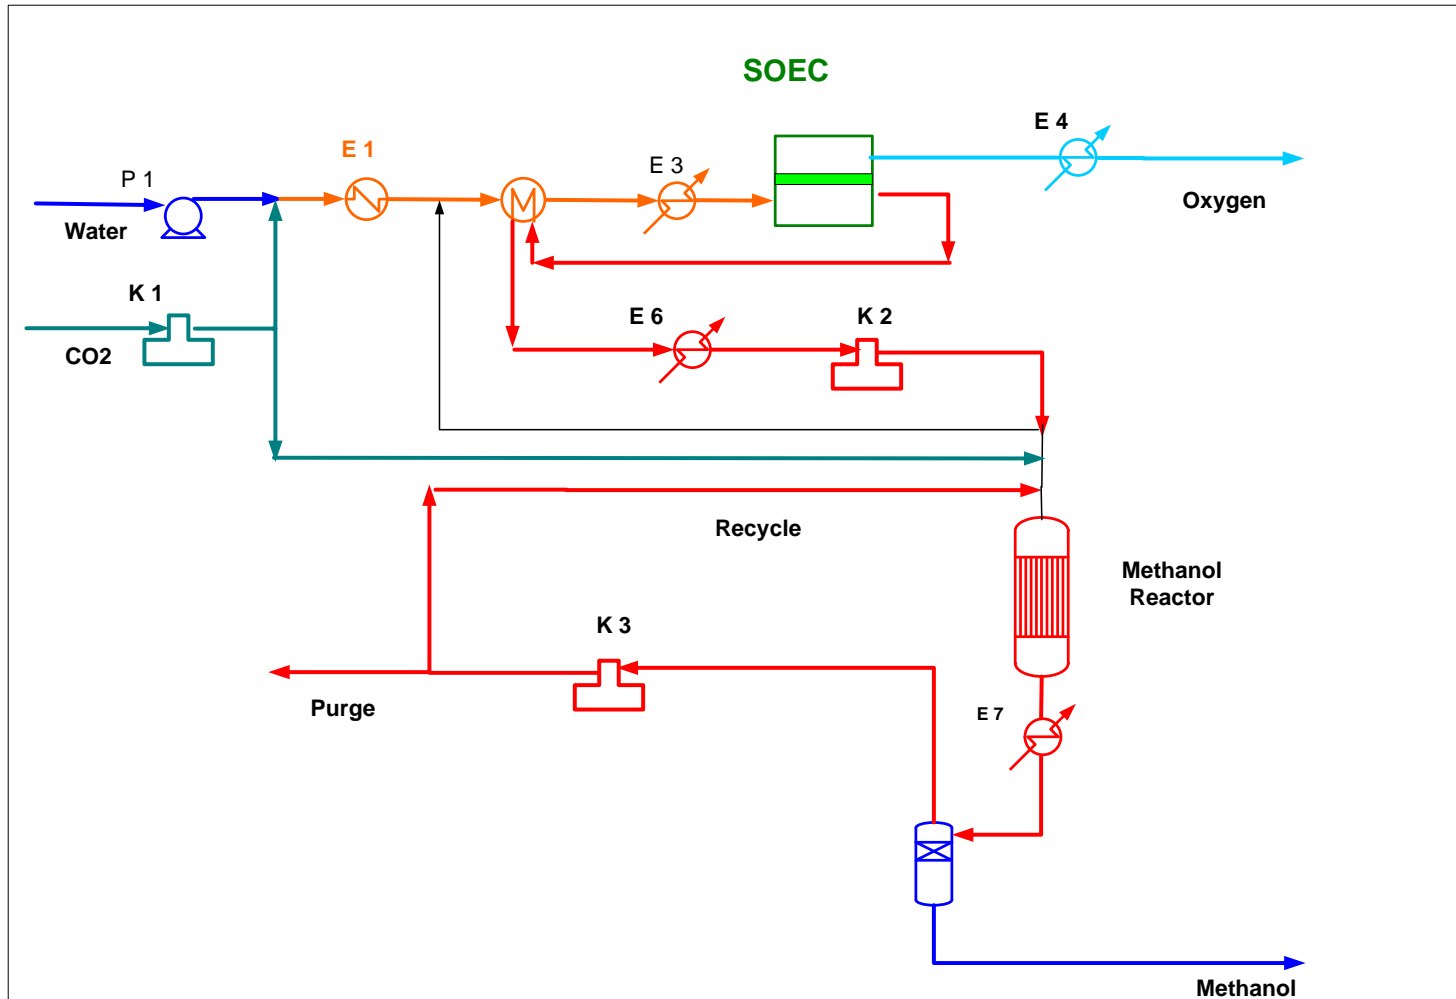 SOEC
E 4
E 1
E 3
P 1
Oxygen
Water
K 1
E 6
K 2
CO2
Recycle
Methanol
Reactor
K 3
Purge
E 7
Methanol